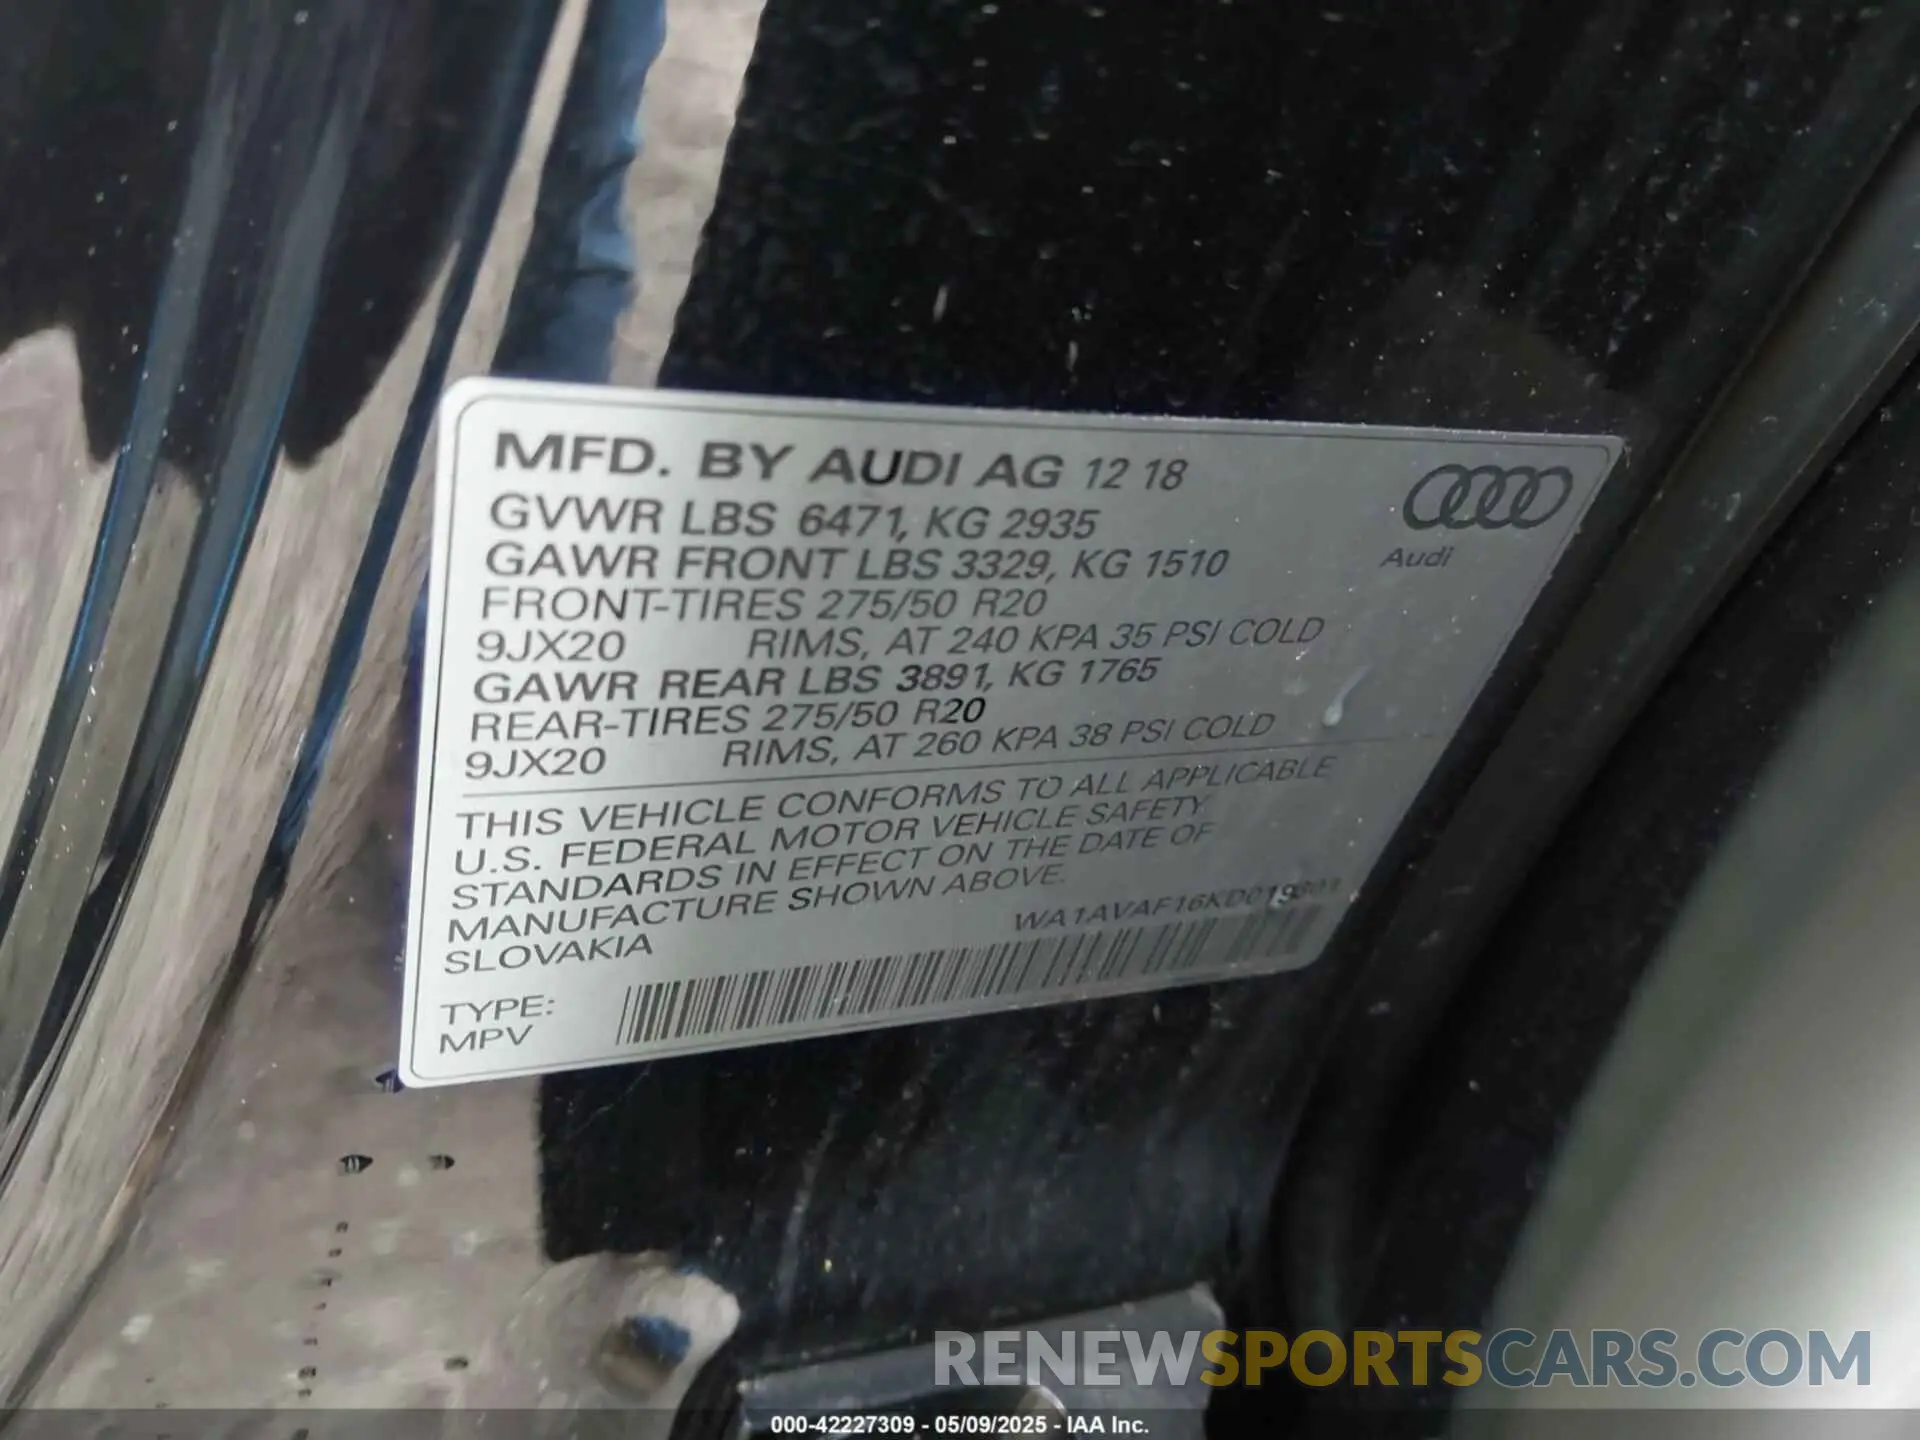 MFD. BY AUDI AG 12 18
GVWR LBS 6471, KG 2935
GAWR FRONT LBS 3329, KG 1510
FRONT-TIRES 275/50 R20
9JX20 RIMS, AT 240 KPA 35 PSI COLD
GAWR REAR LBS 3891, KG 1765
REAR-TIRES 275/50 R20
9JX20 RIMS, AT 260 KPA 38 PSI COLD
Audi
THIS VEHICLE CONFORMS TO ALL APPLICABLE
U.S. FEDERAL MOTOR VEHICLE SAFETY
STANDARDS IN EFFECT ON THE DATE OF
MANUFACTURE SHOWN ABOVE.
SLOVAKIA
TYPE:
MPV
RENEWSPORTSCARS.COM
000-42227309 - 05/09/2025 - IAA Inc.